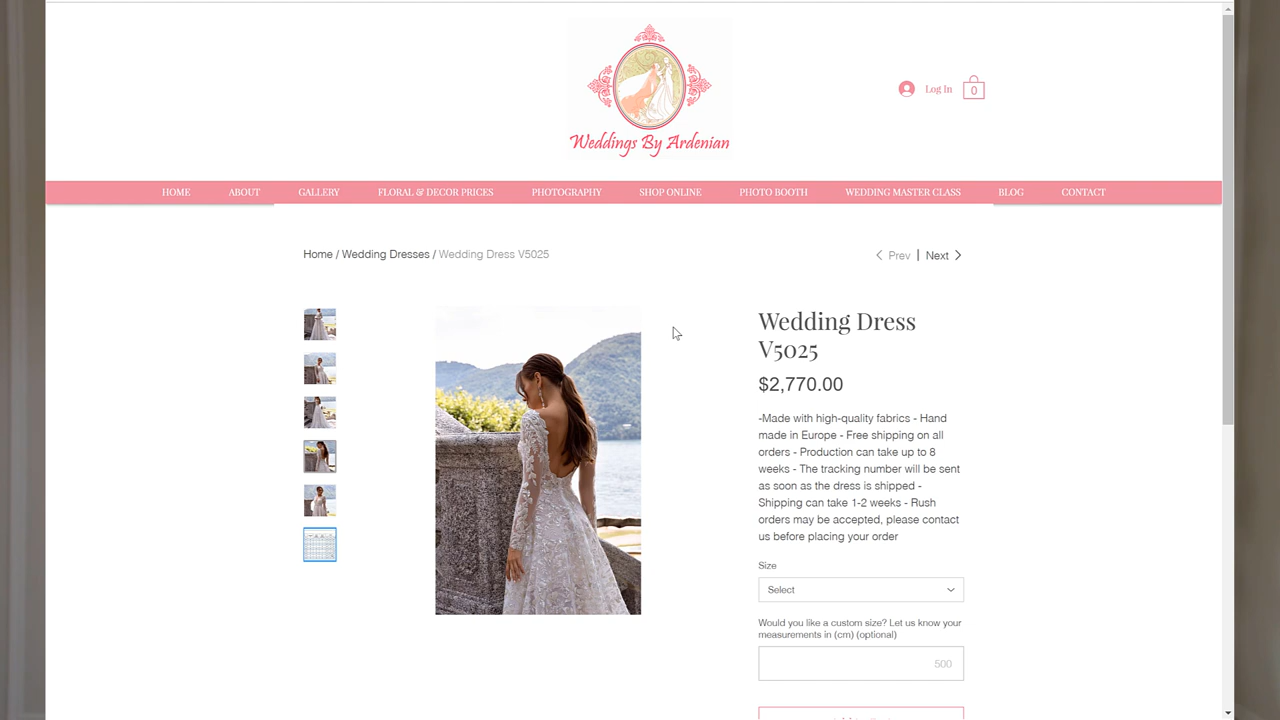 Weddings By Ardenian
Log In
0
HOME ABOUT GALLERY FLORAL & DECOR PRICES PHOTOGRAPHY SHOP ONLINE PHOTO BOOTH WEDDING MASTER CLASS BLOG CONTACT
Home / Wedding Dresses / Wedding Dress V5025
Prev | Next
Wedding Dress
V5025
$2,770.00
-Made with high-quality fabrics - Hand
made in Europe - Free shipping on all
orders - Production can take up to 8
weeks - The tracking number will be sent
as soon as the dress is shipped -
Shipping can take 1-2 weeks - Rush
orders may be accepted, please contact
us before placing your order
Size
Select
Would you like a custom size? Let us know your
measurements in (cm) (optional)
500